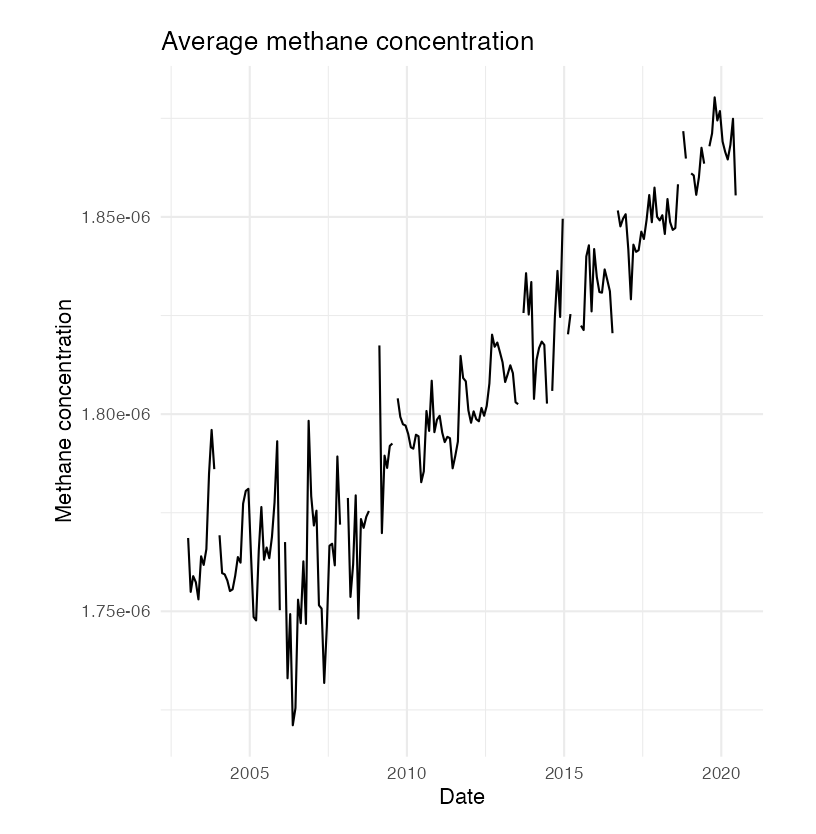 Average methane concentration
1.85e-06
1.80e-06
1.75e-06
Methane concentration
2005 2010 2015 2020
Date